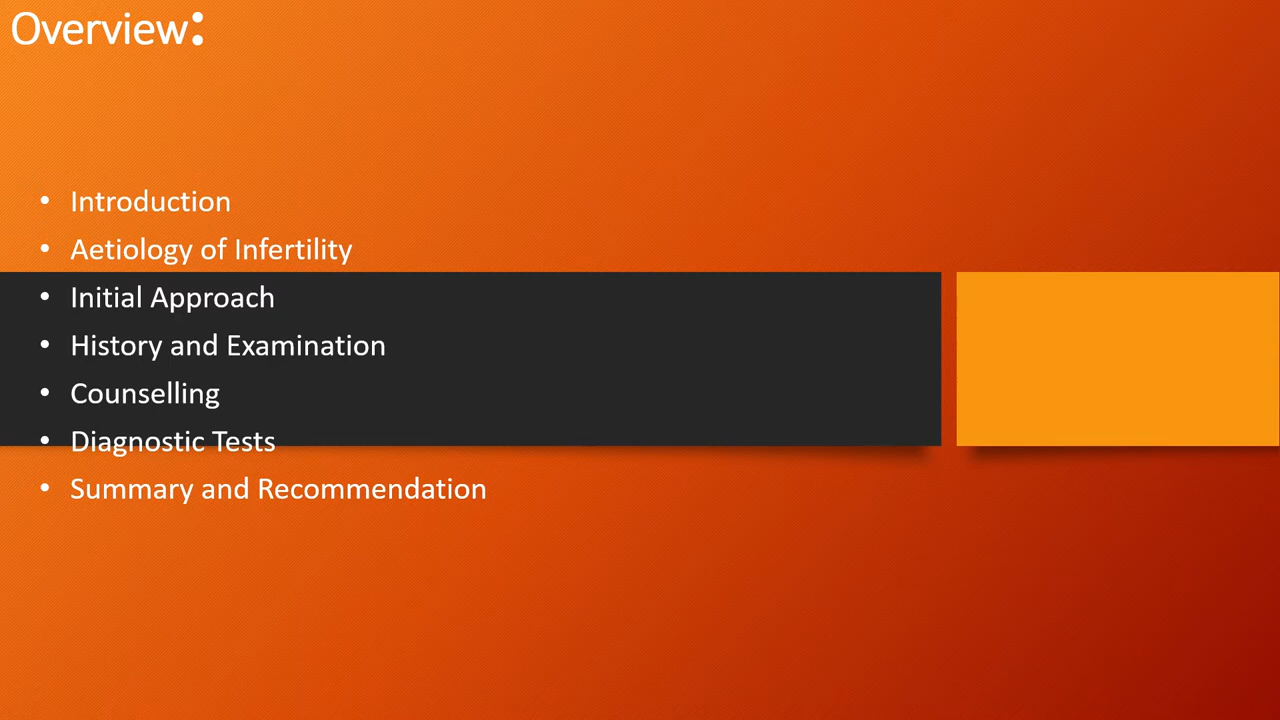 Overview:
• Introduction
• Aetiology of Infertility
• Initial Approach
• History and Examination
• Counselling
• Diagnostic Tests
• Summary and Recommendation